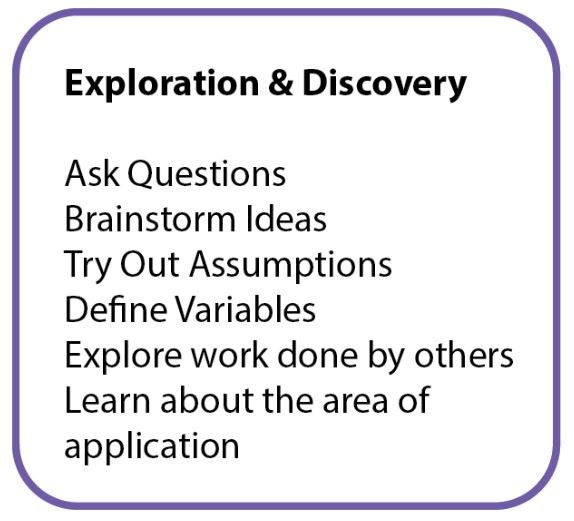 Exploration & Discovery
Ask Questions
Brainstorm Ideas
Try Out Assumptions
Define Variables
Explore work done by others
Learn about the area of
application